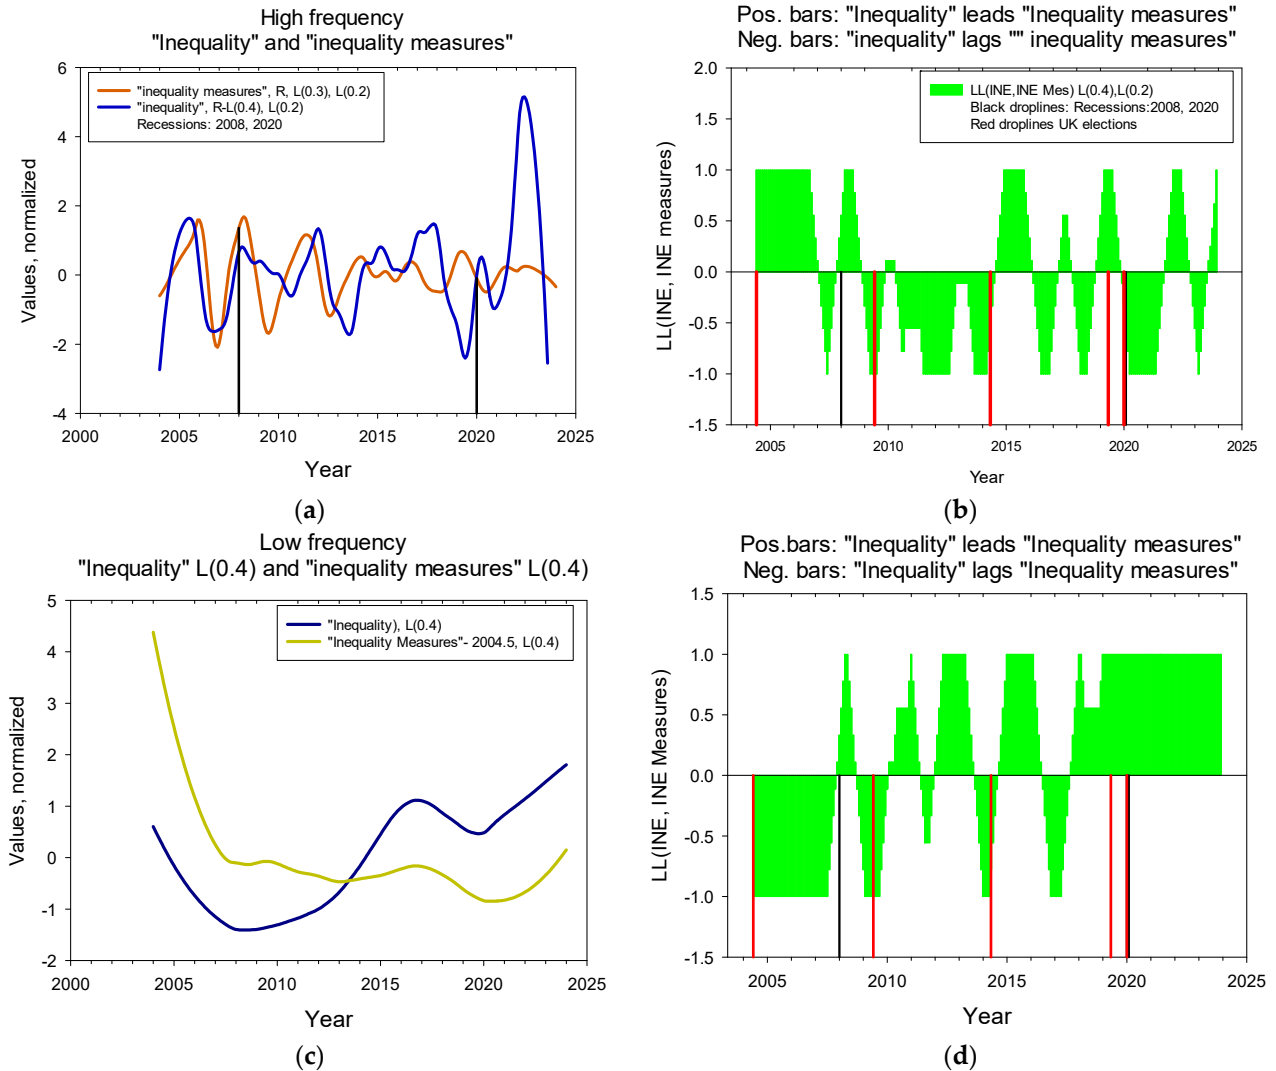 High frequency
"Inequality" and "inequality measures"
6
4
2
0
-2
-4
Values, normalized
"inequality measures", R, L(0.3), L(0.2)
"inequality", R-L(0.4), L(0.2)
Recessions: 2008, 2020
2000
2005
2010
2015
2020
2025
Year
(a)
Pos. bars: "Inequality" leads "Inequality measures"
Neg. bars: "inequality" lags "" inequality measures"
2.0
1.5
1.0
0.5
0.0
-0.5
-1.0
-1.5
LL(INE, INE measures)
LL(INE,INE Mes) L(0.4),L(0.2)
Black droplines: Recessions:2008, 2020
Red droplines UK elections
2005
2010
2015
2020
2025
Year
(b)
Low frequency
"Inequality" L(0.4) and "inequality measures" L(0.4)
5
4
3
2
1
0
-1
-2
Values, normalized
"Inequality), L(0.4)
"Inequality Measures"- 2004.5, L(0.4)
2000
2005
2010
2015
2020
2025
Year
(c)
Pos.bars: "Inequality" leads "Inequality measures"
Neg. bars: "Inequality" lags "Inequality measures"
1.5
1.0
0.5
0.0
-0.5
-1.0
-1.5
LL(INE, INE Measures)
2005
2010
2015
2020
2025
Year
(d)